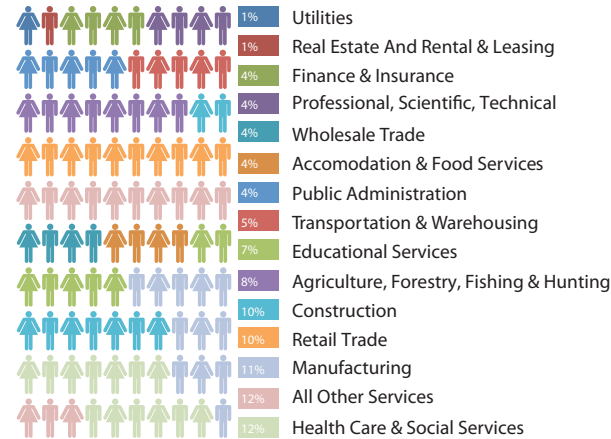 1% Utilities
1% Real Estate And Rental & Leasing
4% Finance & Insurance
4% Professional, Scientific, Technical
4% Wholesale Trade
4% Accomodation & Food Services
4% Public Administration
5% Transportation & Warehousing
7% Educational Services
8% Agriculture, Forestry, Fishing & Hunting
10% Construction
10% Retail Trade
11% Manufacturing
12% All Other Services
12% Health Care & Social Services